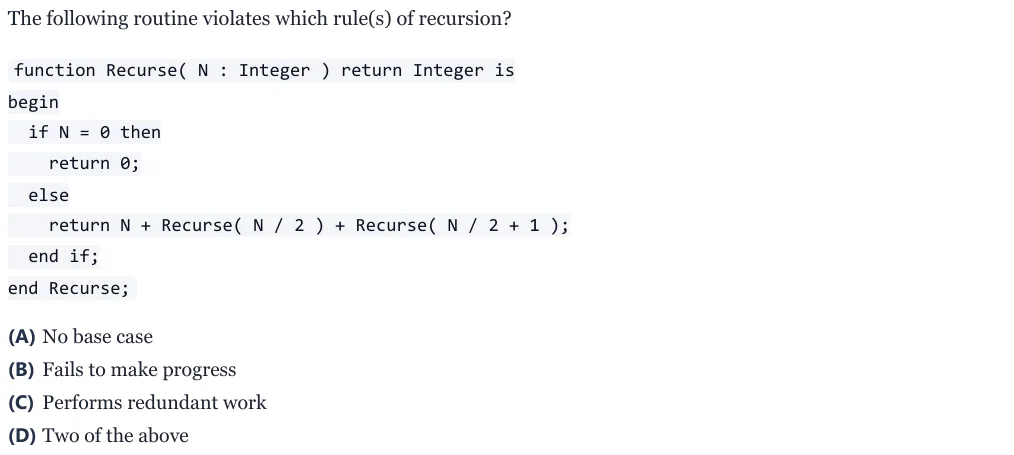 The following routine violates which rule(s) of recursion?
function Recurse( N : Integer ) return Integer is
begin
  if N = 0 then
    return 0;
  else
    return N + Recurse( N / 2 ) + Recurse( N / 2 + 1 );
  end if;
end Recurse;
(A) No base case
(B) Fails to make progress
(C) Performs redundant work
(D) Two of the above